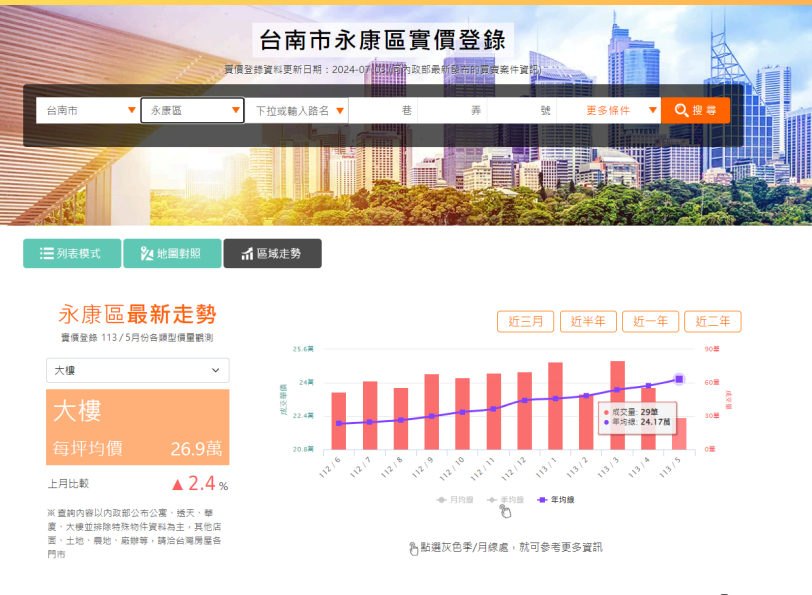 台南市永康區實價登錄
實價登錄資料更新日期：2024-07-03(為內政部最新發布的買賣案件資訊)
台南市
永康區
下拉或輸入路名
巷
弄
號
更多條件
搜尋
列表模式
地圖對照
區域走勢
永康區最新走勢
實價登錄 113/5月份各類型價量觀測
大樓
大樓
每坪均價 26.9萬
上月比較 ▲2.4%
※查詢內容以內政部公布公寓、透天、華
廈、大樓並排除特殊物件資料為主，其他店
面、土地、農地、廠辦等，請洽台灣房屋各
門市
近三月
近半年
近一年
近二年
25.6萬
24萬
22.4萬
20.8萬
成交單價
90筆
60筆
30筆
0筆
成交量
成交量: 29筆
年均線: 24.17萬
112/6
112/7
112/8
112/9
112/10
112/11
112/12
113/1
113/2
113/3
113/4
113/5
月均線
季均線
年均線
點選灰色季/月線處，就可參考更多資訊